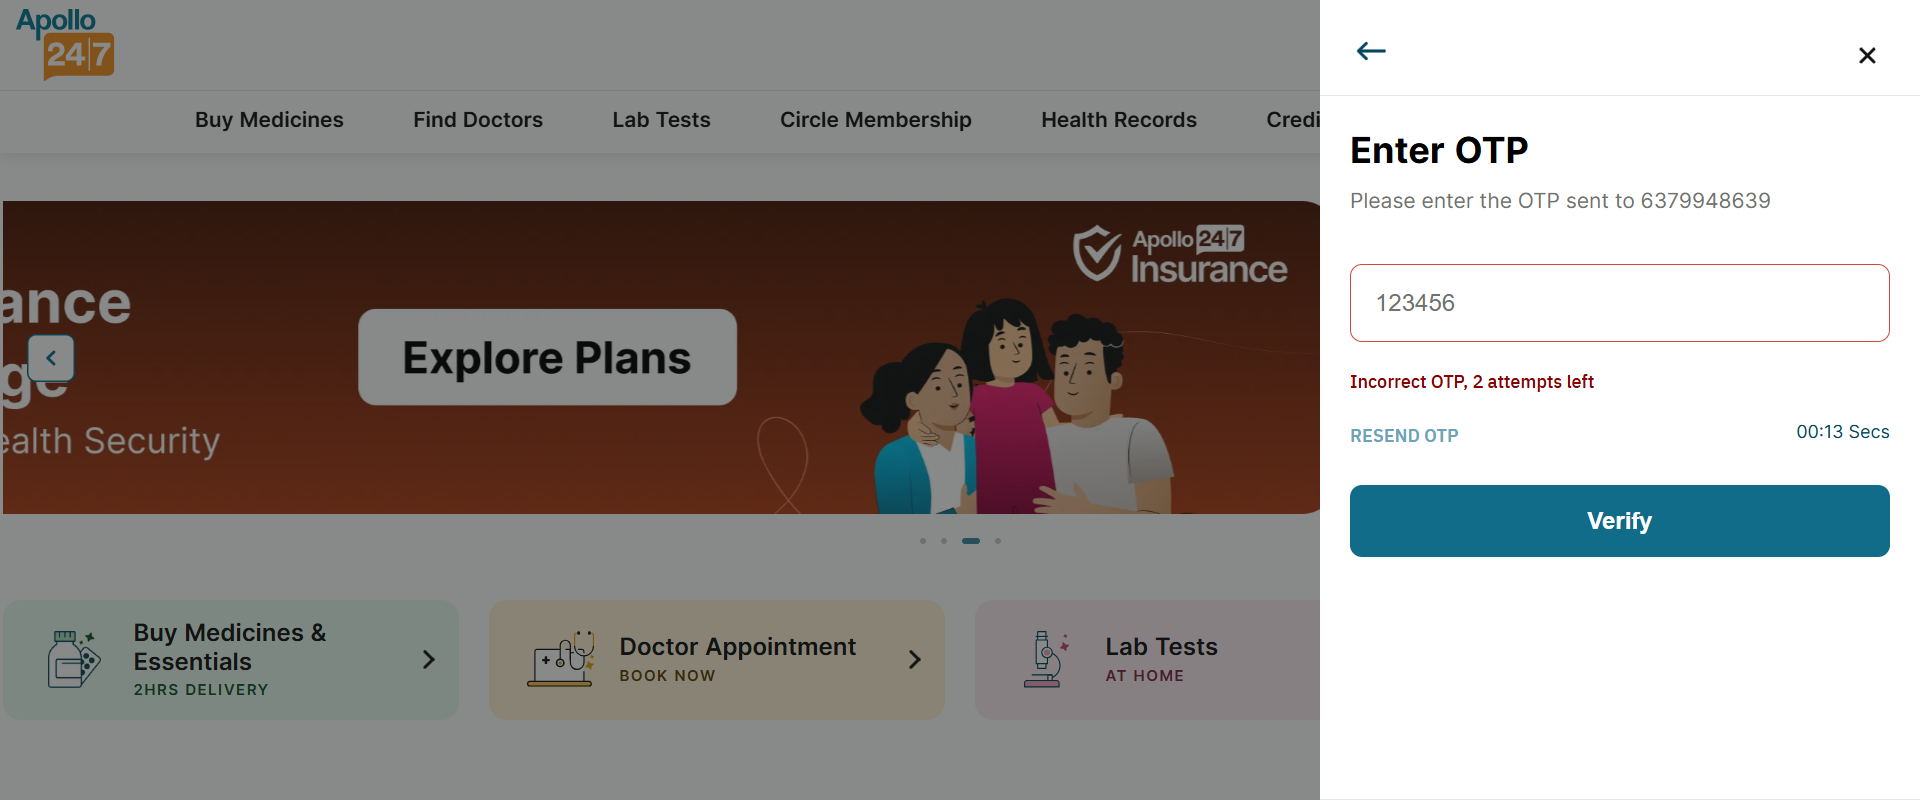 Apollo
24|7
Buy Medicines
Find Doctors
Lab Tests
Circle Membership
Health Records
Credi
ance
ge
ealth Security
Explore Plans
Apollo 24|7
Insurance
Buy Medicines &
Essentials
2HRS DELIVERY
Doctor Appointment
BOOK NOW
Lab Tests
AT HOME
Enter OTP
Please enter the OTP sent to 6379948639
123456
Incorrect OTP, 2 attempts left
RESEND OTP
00:13 Secs
Verify